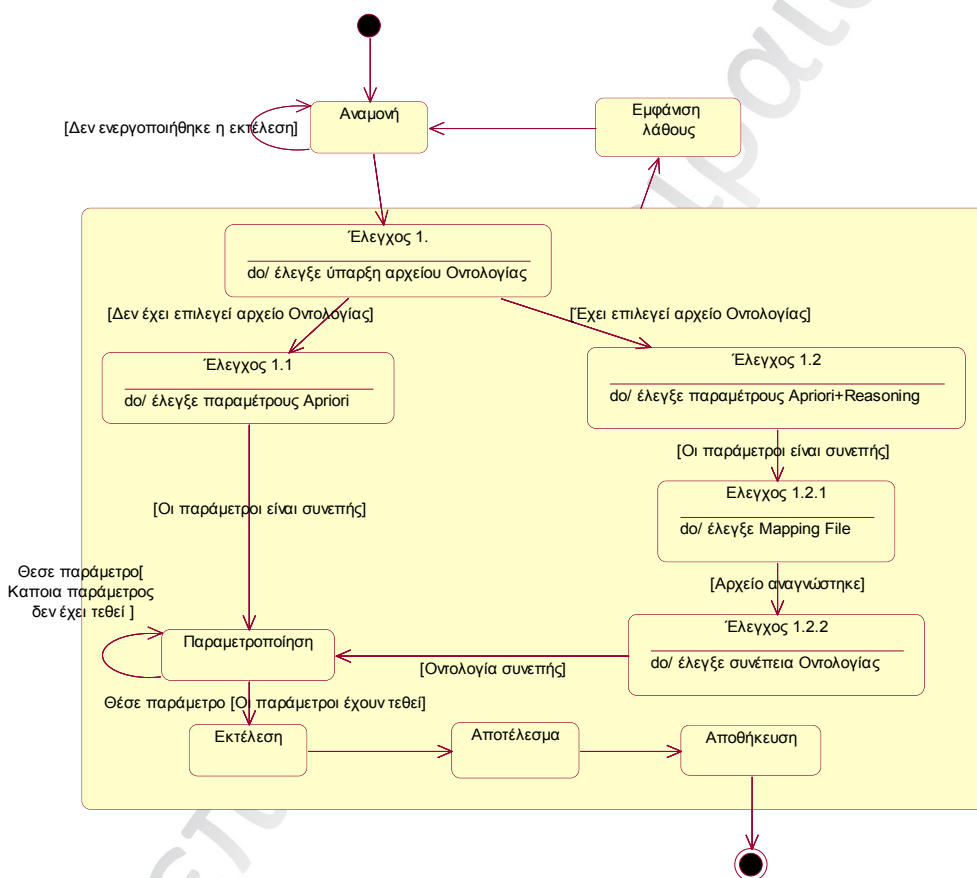 Αναμονή
Εμφάνιση
λάθους
[Δεν ενεργοποιήθηκε η εκτέλεση]
Έλεγχος 1.
do/ έλεγξε ύπαρξη αρχείου Οντολογίας
[Δεν έχει επιλεγεί αρχείο Οντολογίας]
[Έχει επιλεγεί αρχείο Οντολογίας]
Έλεγχος 1.1
do/ έλεγξε παραμέτρους Apriori
Έλεγχος 1.2
do/ έλεγξε παραμέτρους Apriori+Reasoning
[Οι παράμετροι είναι συνεπής]
Ελεγχος 1.2.1
do/ έλεγξε Mapping File
[Οι παράμετροι είναι συνεπής]
[Αρχείο αναγνώστηκε]
Θεσε παράμετρο[
Καποια παράμετρος
δεν έχει τεθεί ]
Παραμετροποίηση
Έλεγχος 1.2.2
do/ έλεγξε συνέπεια Οντολογίας
[Οντολογία συνεπής]
Θέσε παράμετρο [Οι παράμετροι έχουν τεθεί]
Εκτέλεση
Αποτέλεσμα
Αποθήκευση